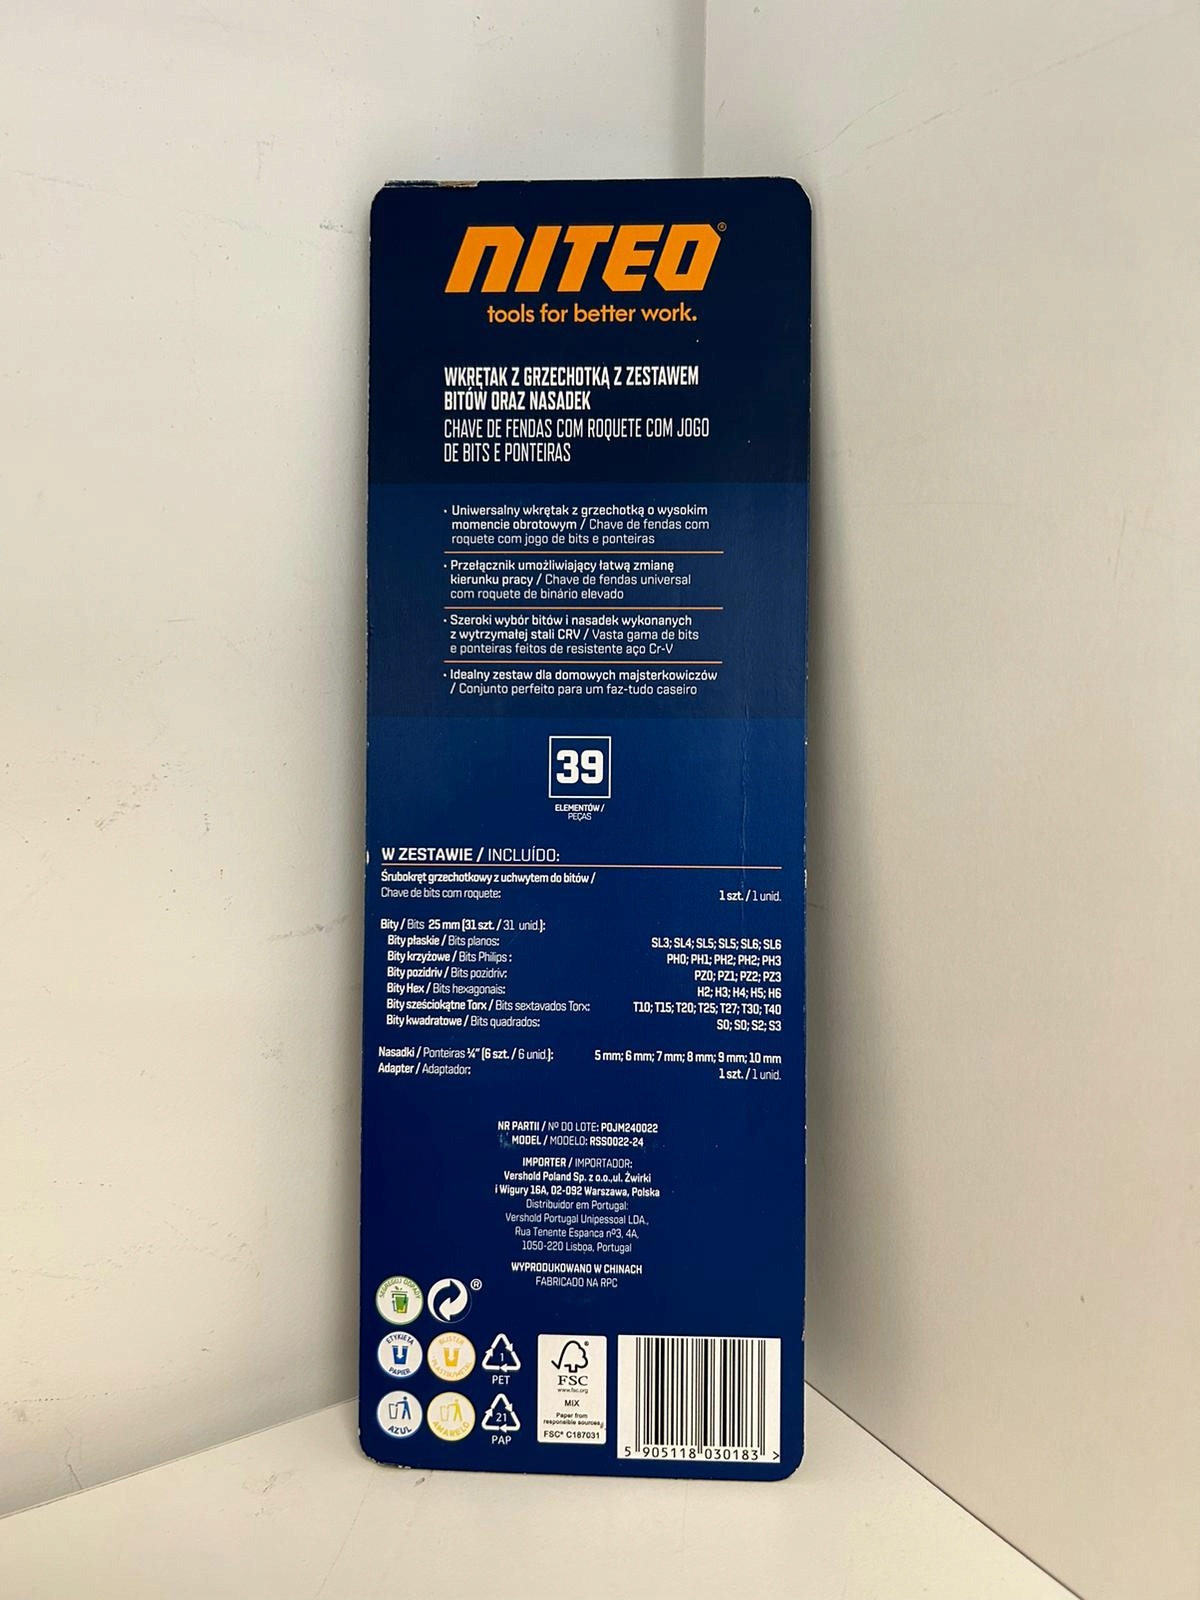 NITEO®
tools for better work.
WKRĘTAK Z GRZECHOTKĄ Z ZESTAWEM
BITÓW ORAZ NASADEK
CHAVE DE FENDAS COM ROQUETE COM JOGO
DE BITS E PONTEIRAS
• Uniwersalny wkrętak z grzechotką o wysokim
momencie obrotowym / Chave de fendas com
roquete com jogo de bits e ponteiras
• Przełącznik umożliwiający łatwą zmianę
kierunku pracy / Chave de fendas universal
com roquete de binário elevado
• Szeroki wybór bitów i nasadek wykonanych
z wytrzymałej stali CRV / Vasta gama de bits
e ponteiras feitos de resistente aço Cr-V
• Idealny zestaw dla domowych majsterkowiczów
/ Conjunto perfeito para um faz-tudo caseiro
39
ELEMENTÓW /
PEÇAS
W ZESTAWIE / INCLUÍDO:
Śrubokręt grzechotkowy z uchwytem do bitów /
Chave de bits com roquete: 1 szt. / 1 unid.
Bity / Bits 25 mm (31 szt. / 31 unid.):
Bity płaskie / Bits planos: SL3; SL4; SL5; SL5; SL6; SL6
Bity krzyżowe / Bits Philips : PH0; PH1; PH2; PH2; PH3
Bity pozidriv / Bits pozidriv: PZ0; PZ1; PZ2; PZ3
Bity Hex / Bits hexagonais: H2; H3; H4; H5; H6
Bity sześciokątne Torx / Bits sextavados Torx: T10; T15; T20; T25; T27; T30; T40
Bity kwadratowe / Bits quadrados: S0; S0; S2; S3
Nasadki / Ponteiras ¼" (6 szt. / 6 unid.): 5 mm; 6 mm; 7 mm; 8 mm; 9 mm; 10 mm
Adapter / Adaptador: 1 szt. / 1 unid.
NR PARTII / Nº DO LOTE: POJM240022
MODEL / MODELO: RSS0022-24
IMPORTER / IMPORTADOR:
Vershold Poland Sp. z o.o.,ul. Żwirki
i Wigury 16A, 02-092 Warszawa, Polska
Distribuidor em Portugal:
Vershold Portugal Unipessoal LDA.,
Rua Tenente Espanca nº3, 4A,
1050-220 Lisboa, Portugal
WYPRODUKOWANO W CHINACH
FABRICADO NA RPC
SEGREGUJ ODPADY
®
ETYKIETA
PAPIER
BLISTER
PLASTIK/METAL
1
PET
AZUL
AMARELO
21
PAP
FSC
www.fsc.org
MIX
Paper from
responsible sources
FSC® C187031
5 905118 030183 >